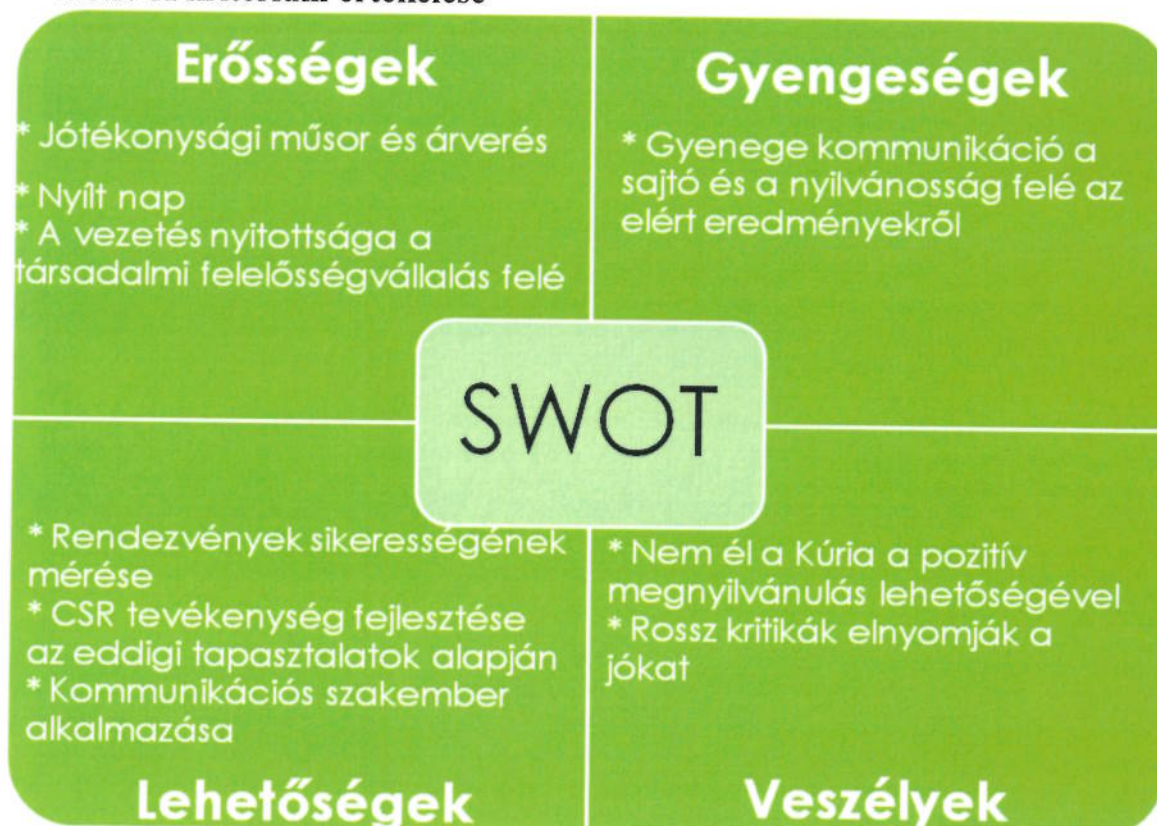 Erősségek
* Jótékonysági műsor és árverés
* Nyílt nap
* A vezetés nyitottsága a
társadalmi felelősségvállalás felé
Gyengeségek
* Gyenege kommunikáció a
sajtó és a nyilvánosság felé az
elért eredményekről
SWOT
* Rendezvények sikerességének
mérése
* CSR tevékenység fejlesztése
az eddigi tapasztalatok alapján
* Kommunikációs szakember
alkalmazása
Lehetőségek
* Nem él a Kúria a pozitív
megnyilvánulás lehetőségével
* Rossz kritikák elnyomják a
jókat
Veszélyek